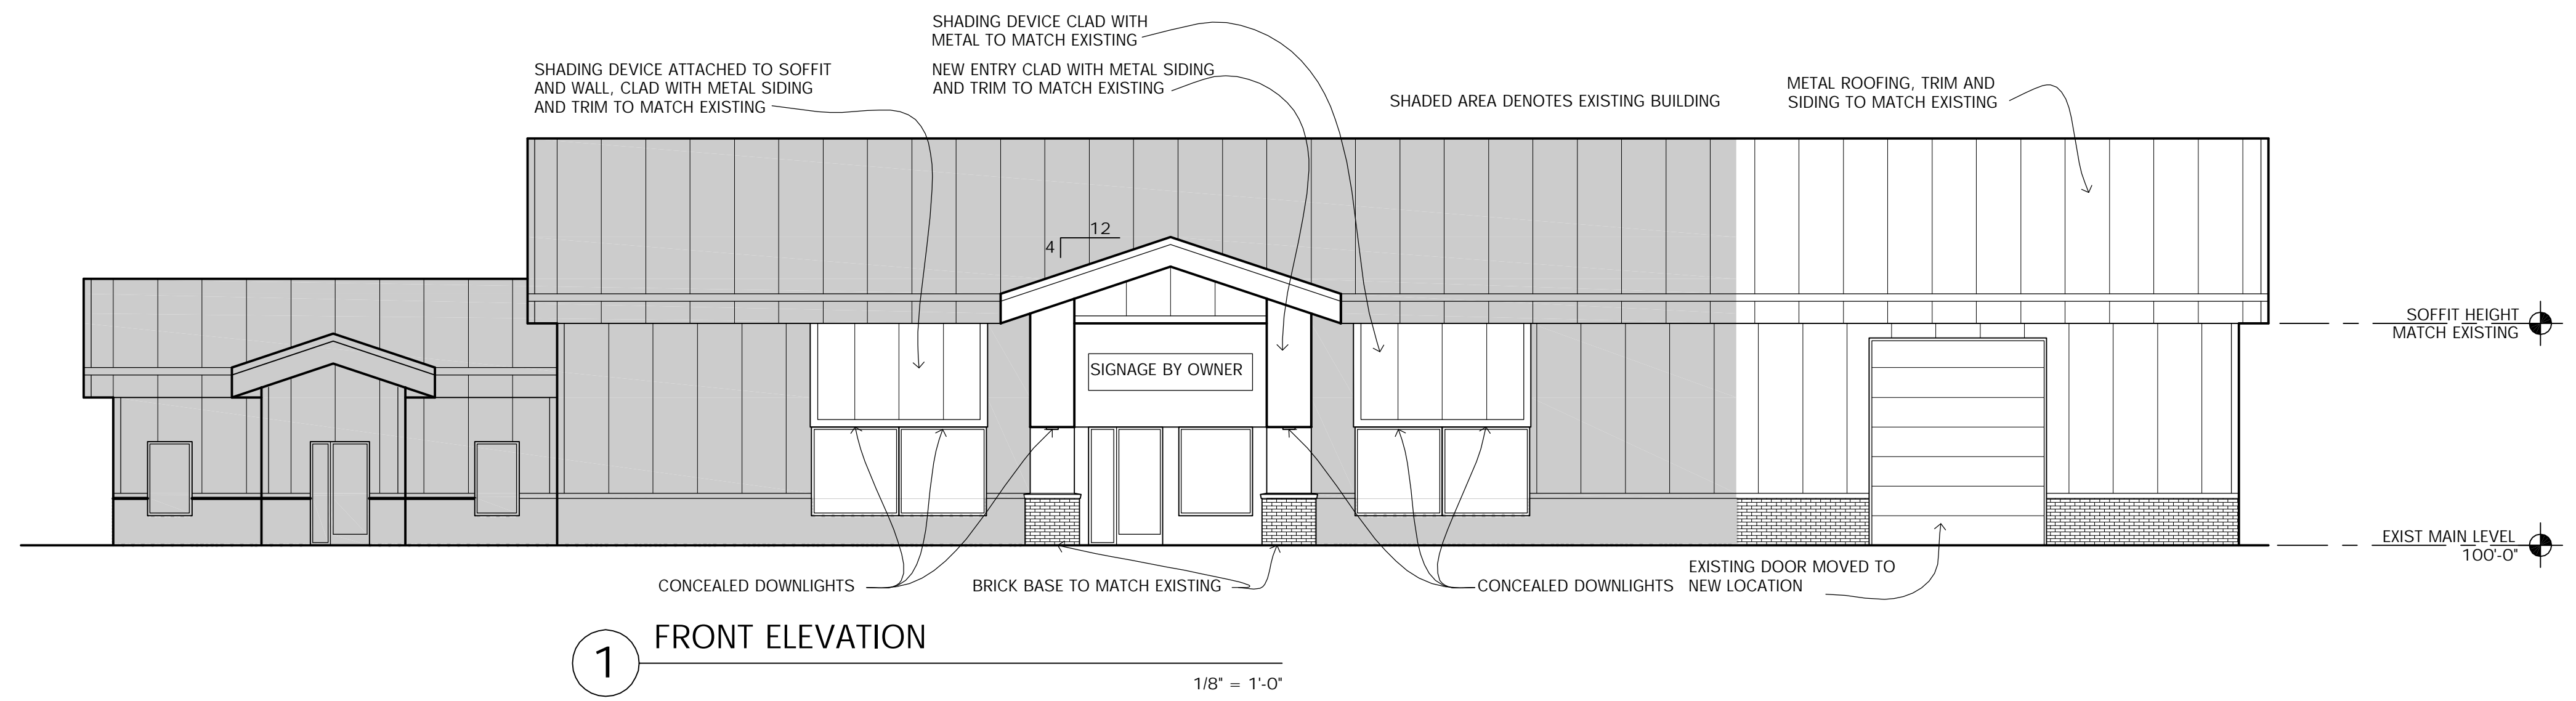 SHADING DEVICE CLAD WITH
METAL TO MATCH EXISTING
SHADING DEVICE ATTACHED TO SOFFIT
AND WALL, CLAD WITH METAL SIDING
AND TRIM TO MATCH EXISTING
NEW ENTRY CLAD WITH METAL SIDING
AND TRIM TO MATCH EXISTING
SHADED AREA DENOTES EXISTING BUILDING
METAL ROOFING, TRIM AND
SIDING TO MATCH EXISTING
12
4
SOFFIT HEIGHT
MATCH EXISTING
SIGNAGE BY OWNER
EXIST MAIN LEVEL
100'-0"
CONCEALED DOWNLIGHTS
BRICK BASE TO MATCH EXISTING
CONCEALED DOWNLIGHTS
EXISTING DOOR MOVED TO
NEW LOCATION
1
FRONT ELEVATION
1/8" = 1'-0"